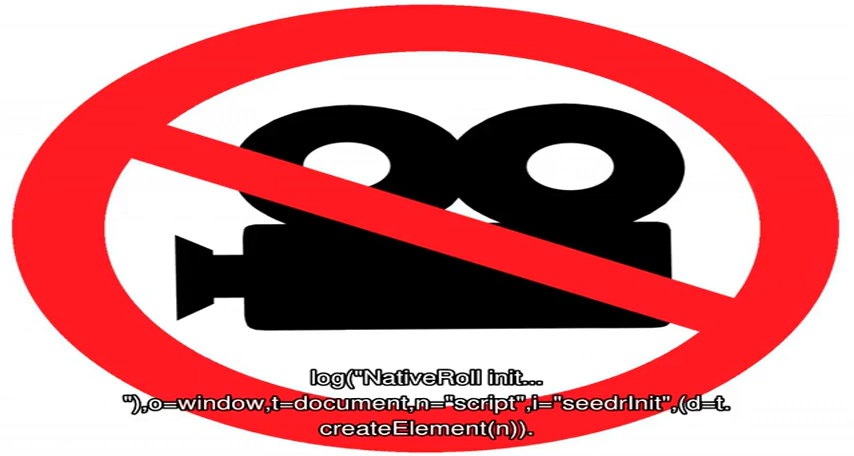 log("NativeRoll init...
"),o=window,t=document,n="script",i="seedrInit",(d=t.
createElement(n)).